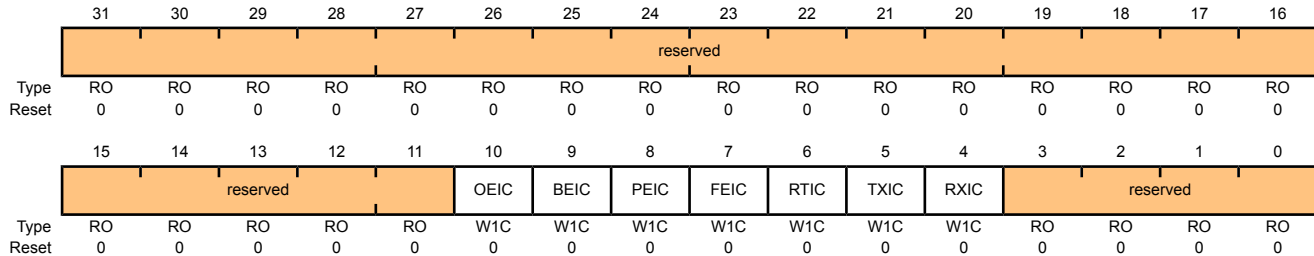 31 30 29 28 27 26 25 24 23 22 21 20 19 18 17 16
reserved
Type RO RO RO RO RO RO RO RO RO RO RO RO RO RO RO RO
Reset 0 0 0 0 0 0 0 0 0 0 0 0 0 0 0 0
15 14 13 12 11 10 9 8 7 6 5 4 3 2 1 0
reserved OEIC BEIC PEIC FEIC RTIC TXIC RXIC reserved
Type RO RO RO RO RO W1C W1C W1C W1C W1C W1C W1C RO RO RO RO
Reset 0 0 0 0 0 0 0 0 0 0 0 0 0 0 0 0